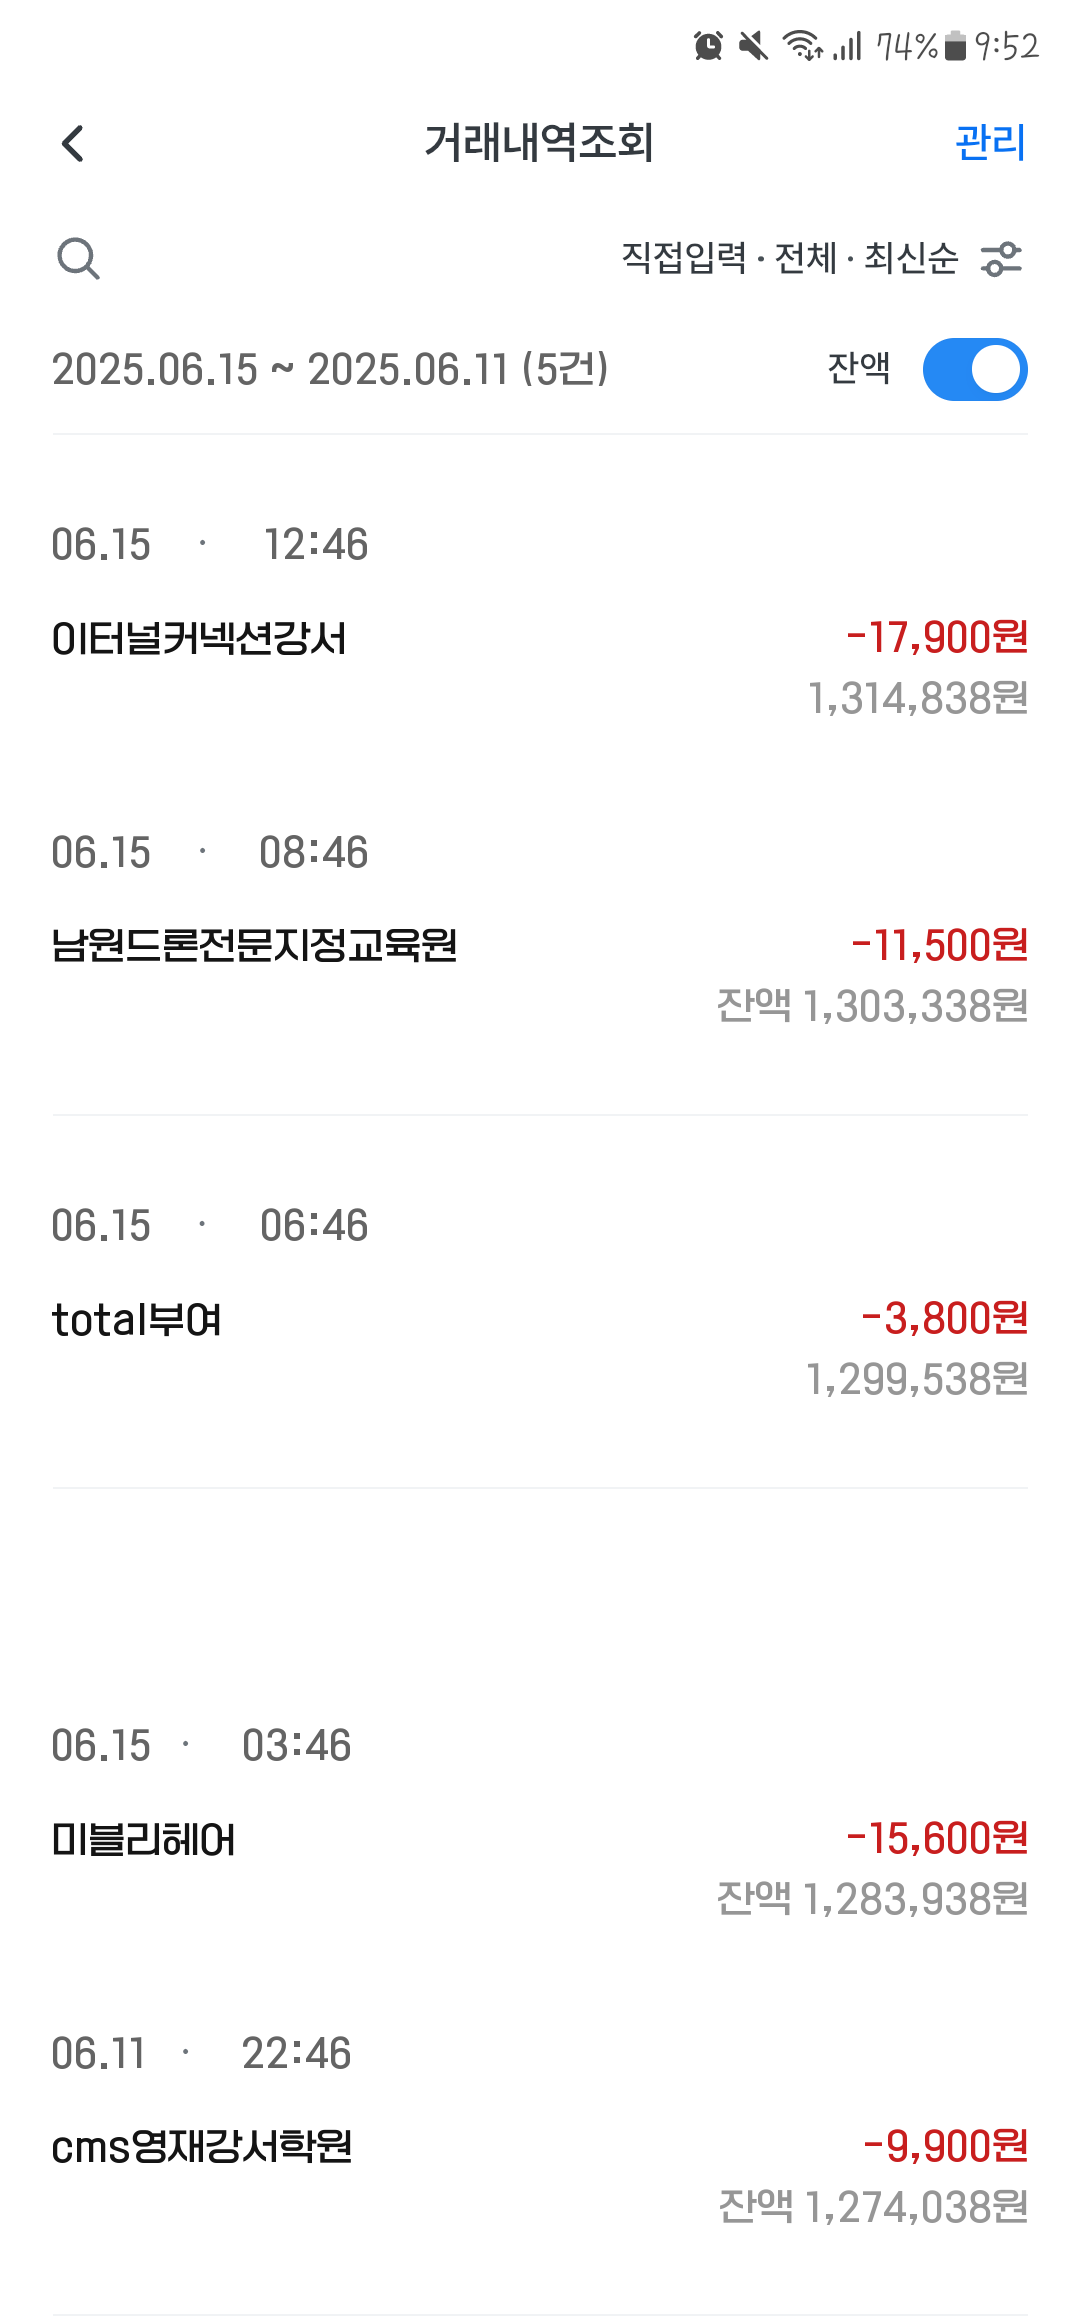 74% 9:52
거래내역조회 관리
직접입력 · 전체 · 최신순
2025.06.15 ~ 2025.06.11 (5건) 잔액
06.15 · 12:46
이터널커넥션강서 -17,900원
1,314,838원
06.15 · 08:46
남원드론전문지정교육원 -11,500원
잔액 1,303,338원
06.15 · 06:46
total부여 -3,800원
1,299,538원
06.15 · 03:46
미블리헤어 -15,600원
잔액 1,283,938원
06.11 · 22:46
cms영재강서학원 -9,900원
잔액 1,274,038원